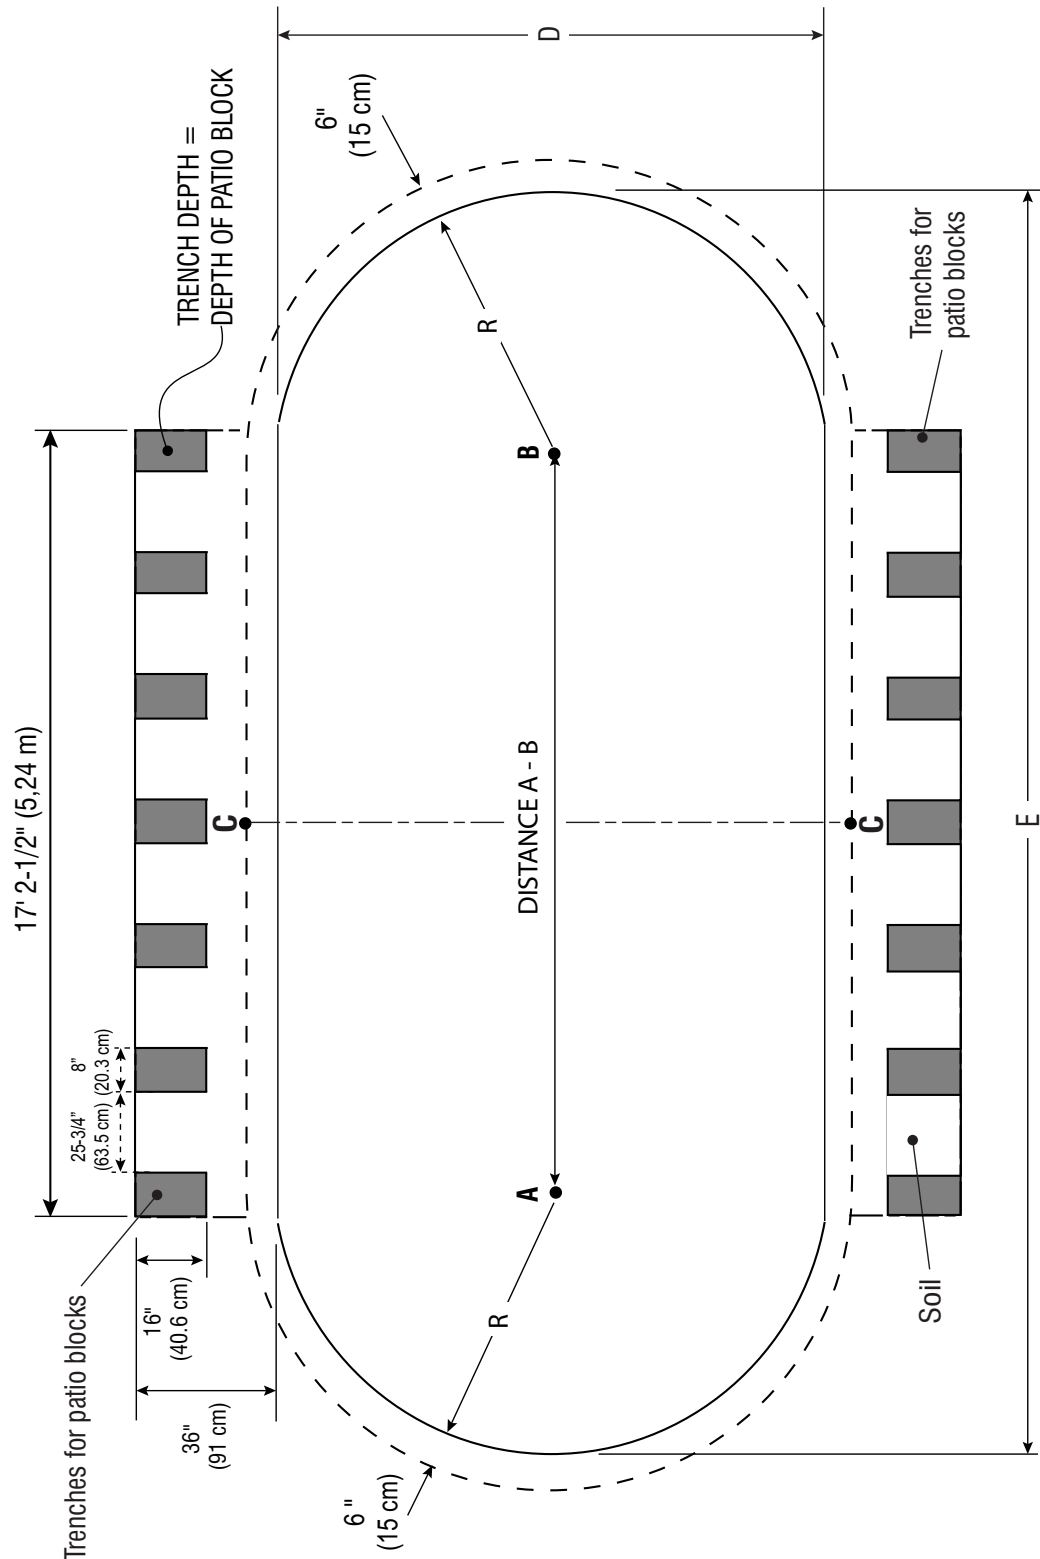 17' 2-1/2" (5,24 m)
25-3/4"
(63.5 cm)
8"
(20.3 cm)
Trenches for patio blocks
16"
(40.6 cm)
36"
(91 cm)
TRENCH DEPTH =
DEPTH OF PATIO BLOCK
6"
(15 cm)
D
R
B
C
DISTANCE A - B
A
C
R
6 "
(15 cm)
Trenches for
patio blocks
Soil
E